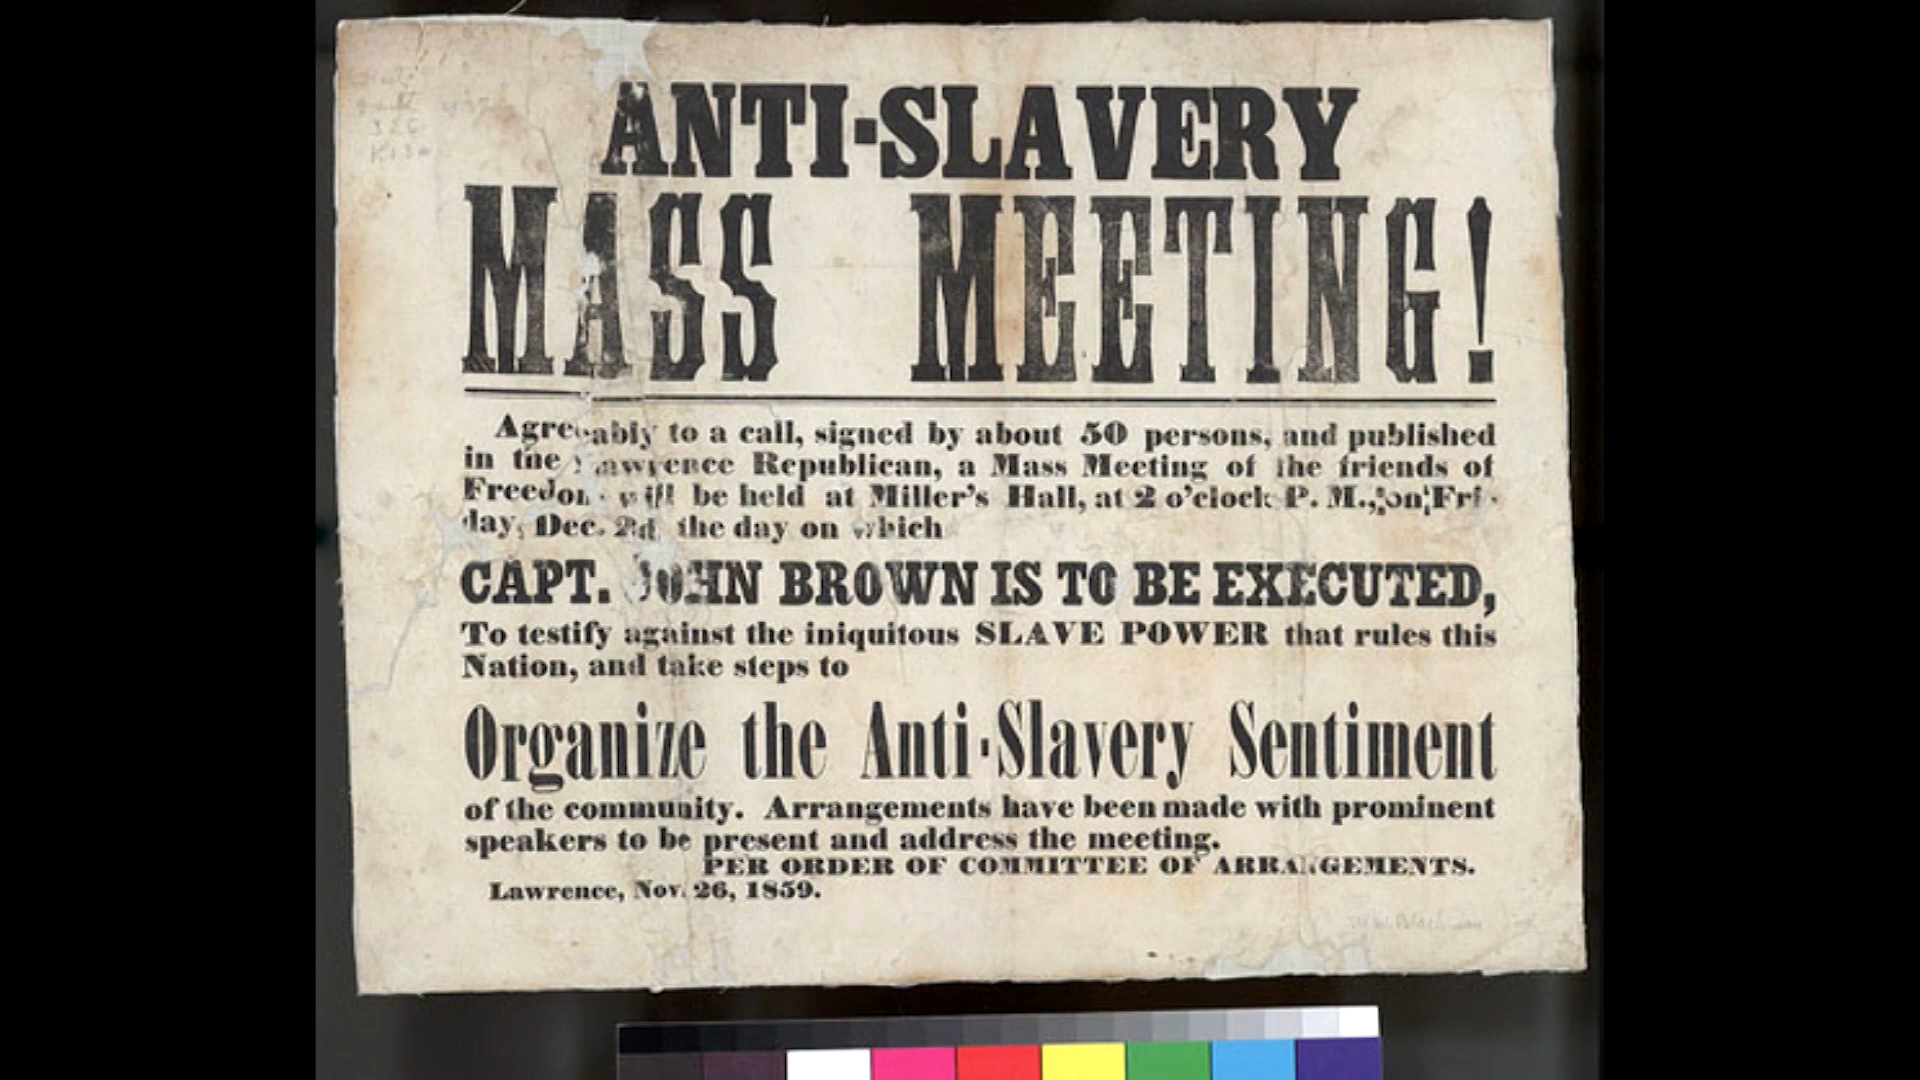 ANTI-SLAVERY
MASS MEETING!
Agreeably to a call, signed by about 50 persons, and published
in the Lawrence Republican, a Mass Meeting of the friends of
Freedom will be held at Miller's Hall, at 2 o'clock P. M., on Fri-
day, Dec. 2d, the day on which
CAPT. JOHN BROWN IS TO BE EXECUTED,
To testify against the iniquitous SLAVE POWER that rules this
Nation, and take steps to
Organize the Anti-Slavery Sentiment
of the community. Arrangements have been made with prominent
speakers to be present and address the meeting.
PER ORDER OF COMMITTEE OF ARRANGEMENTS.
Lawrence, Nov. 26, 1859.